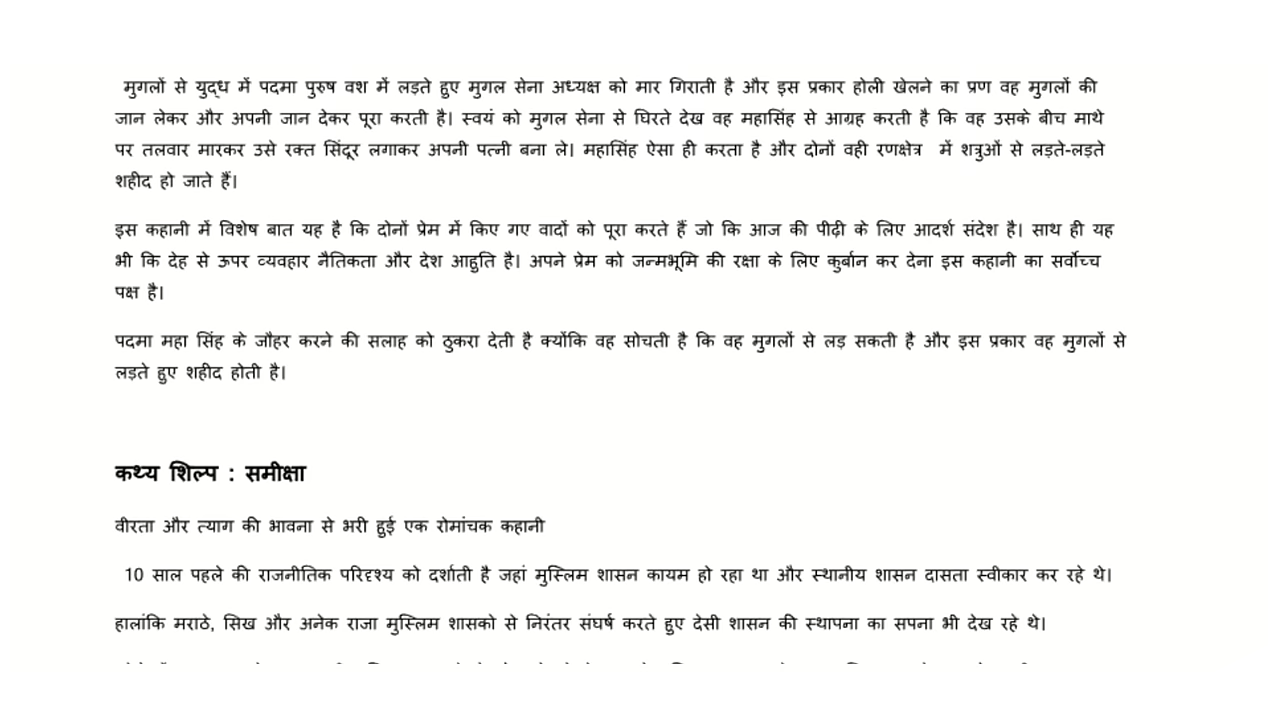 मुगलों से युद्ध में पदमा पुरुष वश में लड़ते हुए मुगल सेना अध्यक्ष को मार गिराती है और इस प्रकार होली खेलने का प्रण वह मुगलों की
जान लेकर और अपनी जान देकर पूरा करती है। स्वयं को मुगल सेना से घिरते देख वह महासिंह से आग्रह करती है कि वह उसके बीच माथे
पर तलवार मारकर उसे रक्त सिंदूर लगाकर अपनी पत्नी बना ले। महासिंह ऐसा ही करता है और दोनों वही रणक्षेत्र में शत्रुओं से लड़ते-लड़ते
शहीद हो जाते हैं।
इस कहानी में विशेष बात यह है कि दोनों प्रेम में किए गए वादों को पूरा करते हैं जो कि आज की पीढ़ी के लिए आदर्श संदेश है। साथ ही यह
भी कि देह से ऊपर व्यवहार नैतिकता और देश आहुति है। अपने प्रेम को जन्मभूमि की रक्षा के लिए कुर्बान कर देना इस कहानी का सर्वोच्च
पक्ष है।
पदमा महा सिंह के जौहर करने की सलाह को ठुकरा देती है क्योंकि वह सोचती है कि वह मुगलों से लड़ सकती है और इस प्रकार वह मुगलों से
लड़ते हुए शहीद होती है।
कथ्य शिल्प : समीक्षा
वीरता और त्याग की भावना से भरी हुई एक रोमांचक कहानी
10 साल पहले की राजनीतिक परिदृश्य को दर्शाती है जहां मुस्लिम शासन कायम हो रहा था और स्थानीय शासन दासता स्वीकार कर रहे थे।
हालांकि मराठे, सिख और अनेक राजा मुस्लिम शासको से निरंतर संघर्ष करते हुए देसी शासन की स्थापना का सपना भी देख रहे थे।